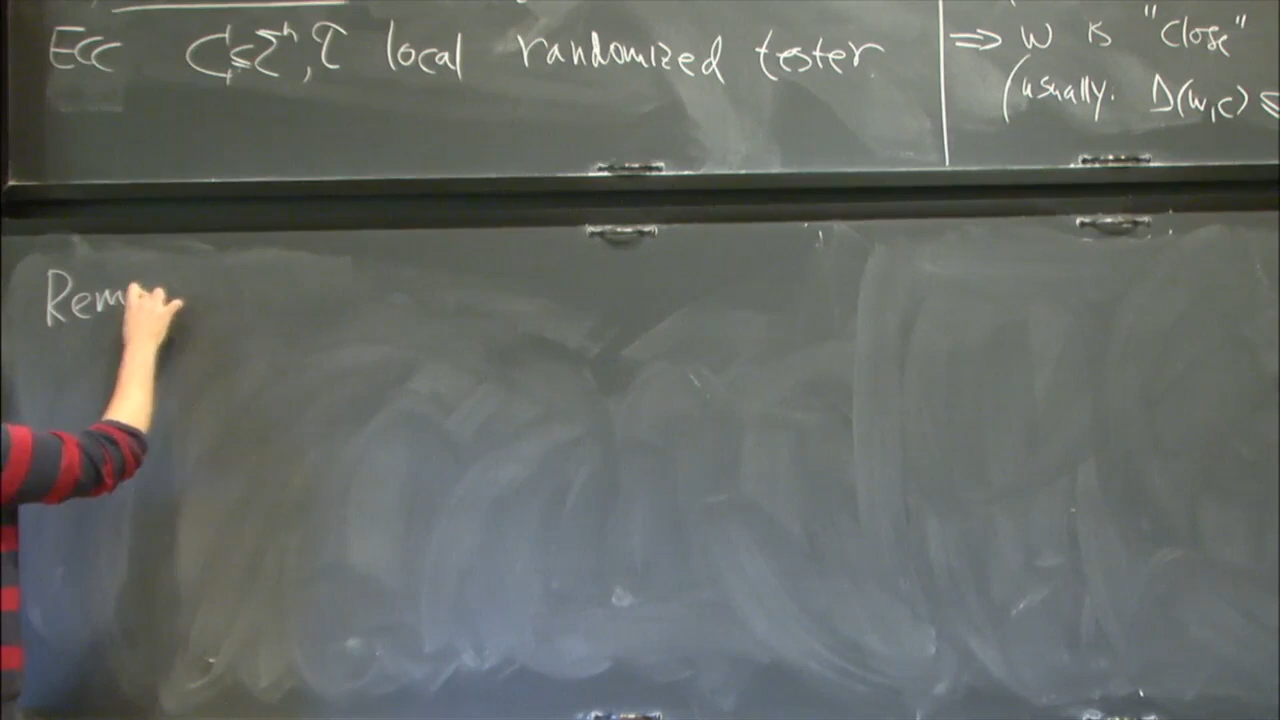 Ecc C⊆Σⁿ, T local randomized tester
⇒ w is "close"
(usually. Δ(w,c) ≤
Rem